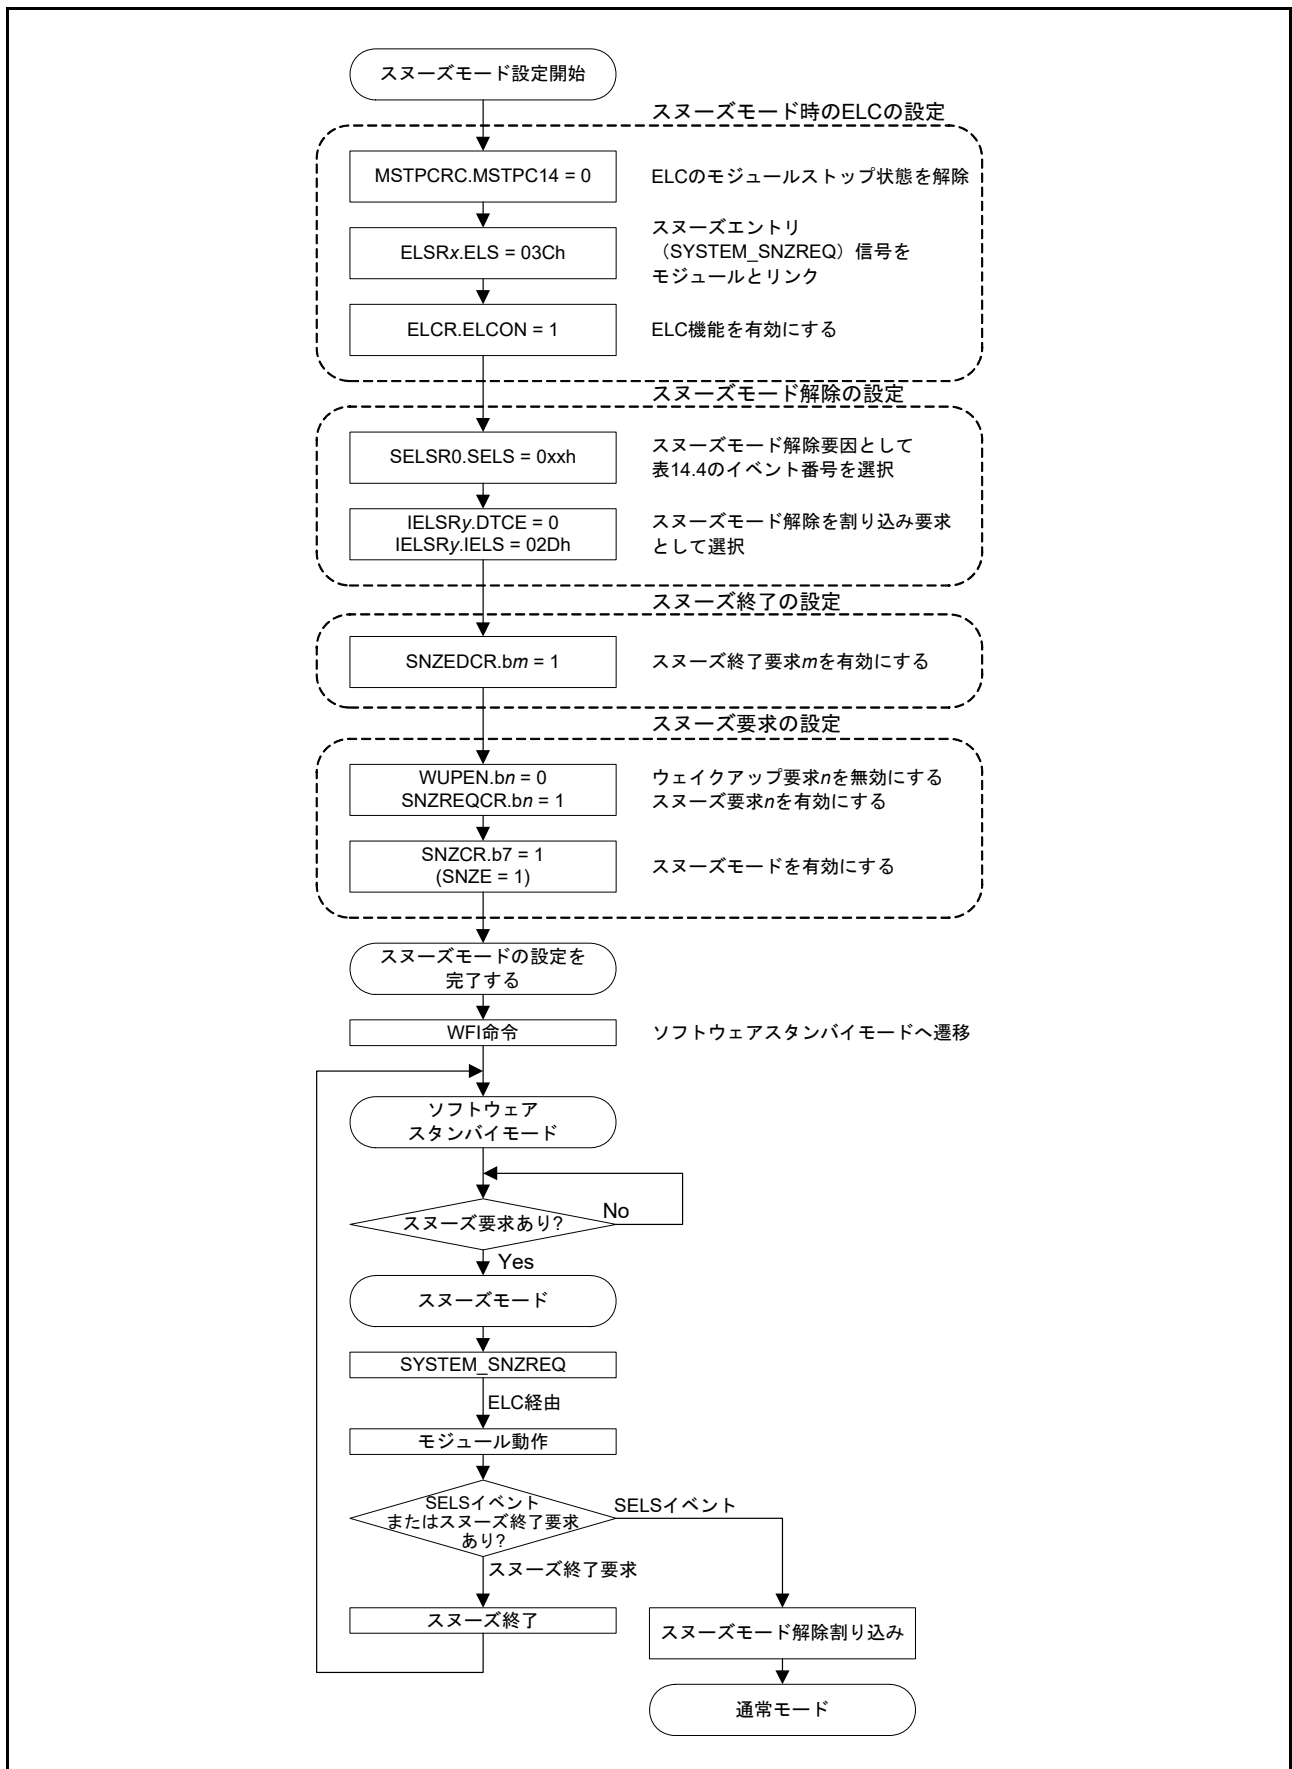 スヌーズモード設定開始
スヌーズモード時のELCの設定
MSTPCRC.MSTPC14 = 0
ELCのモジュールストップ状態を解除
ELSRx.ELS = 03Ch
スヌーズエントリ
（SYSTEM_SNZREQ）信号を
モジュールとリンク
ELCR.ELCON = 1
ELC機能を有効にする
スヌーズモード解除の設定
SELSR0.SELS = 0xxh
スヌーズモード解除要因として
表14.4のイベント番号を選択
IELSRy.DTCE = 0
IELSRy.IELS = 02Dh
スヌーズモード解除を割り込み要求
として選択
スヌーズ終了の設定
SNZEDCR.bm = 1
スヌーズ終了要求mを有効にする
スヌーズ要求の設定
WUPEN.bn = 0
SNZREQCR.bn = 1
ウェイクアップ要求nを無効にする
スヌーズ要求nを有効にする
SNZCR.b7 = 1
(SNZE = 1)
スヌーズモードを有効にする
スヌーズモードの設定を
完了する
WFI命令
ソフトウェアスタンバイモードへ遷移
ソフトウェア
スタンバイモード
スヌーズ要求あり?
No
Yes
スヌーズモード
SYSTEM_SNZREQ
ELC経由
モジュール動作
SELSイベント
またはスヌーズ終了要求
あり?
SELSイベント
スヌーズ終了要求
スヌーズ終了
スヌーズモード解除割り込み
通常モード